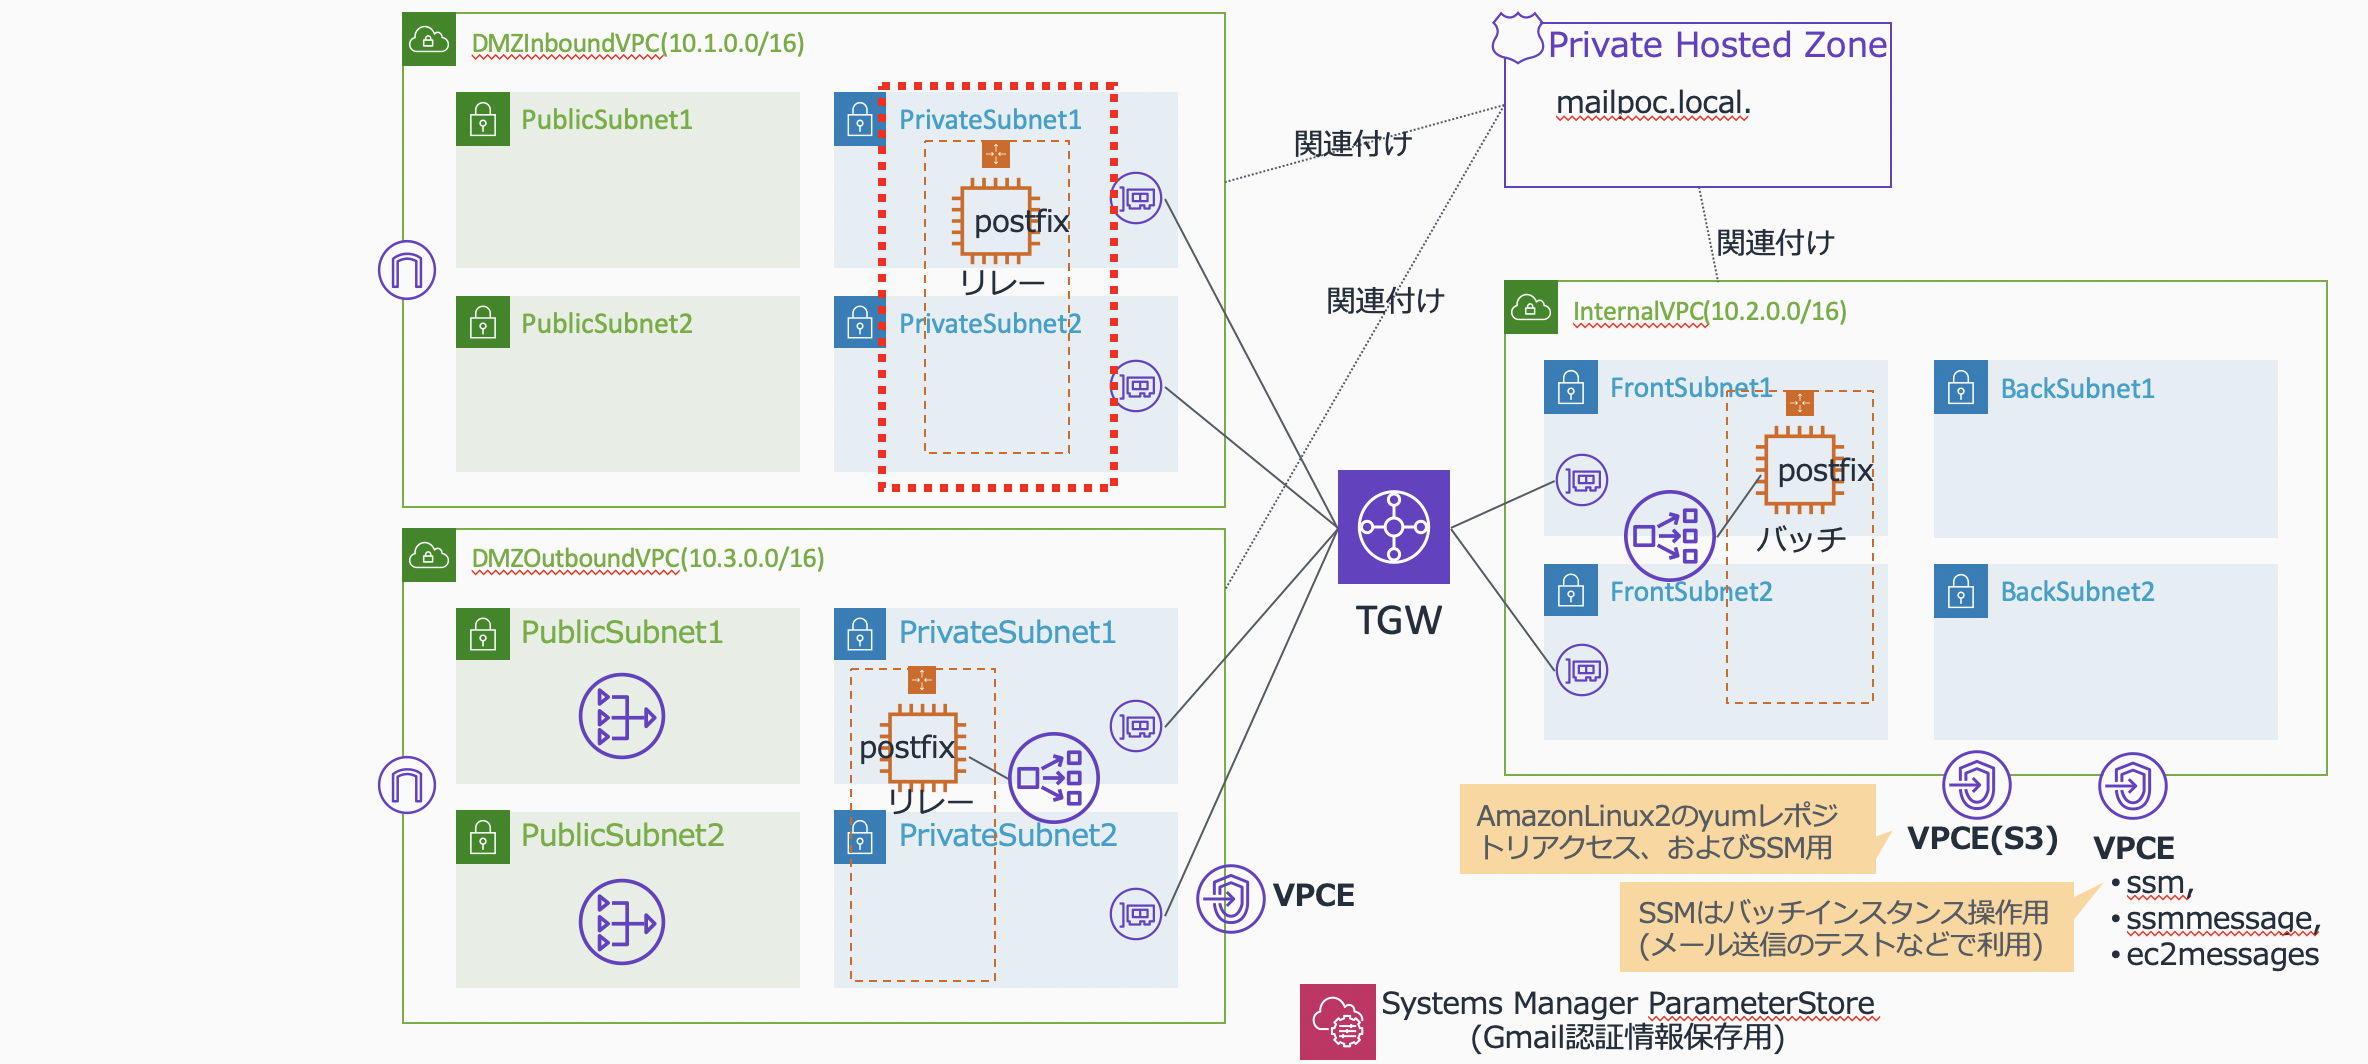 DMZInboundVPC(10.1.0.0/16)
PublicSubnet1
PrivateSubnet1
postfix
リレー
PublicSubnet2
PrivateSubnet2
Private Hosted Zone
mailpoc.local.
関連付け
関連付け
関連付け
InternalVPC(10.2.0.0/16)
FrontSubnet1
BackSubnet1
postfix
バッチ
FrontSubnet2
BackSubnet2
TGW
DMZOutboundVPC(10.3.0.0/16)
PublicSubnet1
PrivateSubnet1
postfix
リレー
PublicSubnet2
PrivateSubnet2
VPCE
AmazonLinux2のyumレポジ
トリアクセス、およびSSM用
VPCE(S3)
VPCE
• ssm,
• ssmmessage,
• ec2messages
SSMはバッチインスタンス操作用
(メール送信のテストなどで利用)
Systems Manager ParameterStore
(Gmail認証情報保存用)